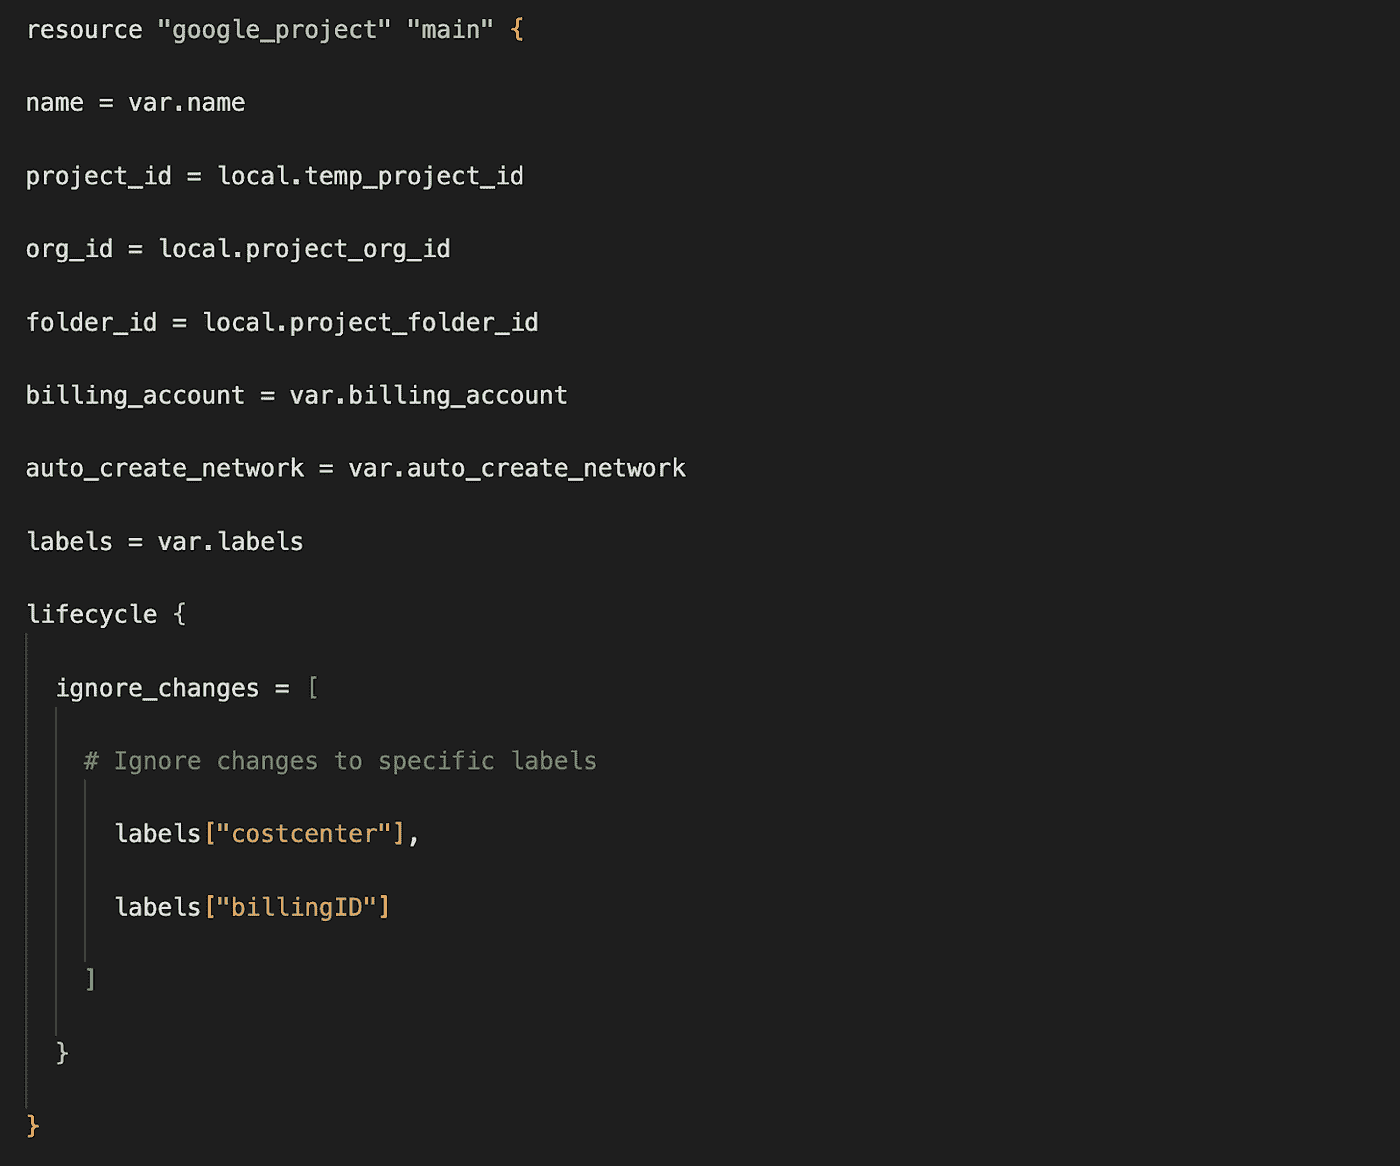 resource "google_project" "main" {
name = var.name
project_id = local.temp_project_id
org_id = local.project_org_id
folder_id = local.project_folder_id
billing_account = var.billing_account
auto_create_network = var.auto_create_network
labels = var.labels
lifecycle {
ignore_changes = [
# Ignore changes to specific labels
labels["costcenter"],
labels["billingID"]
]
}
}